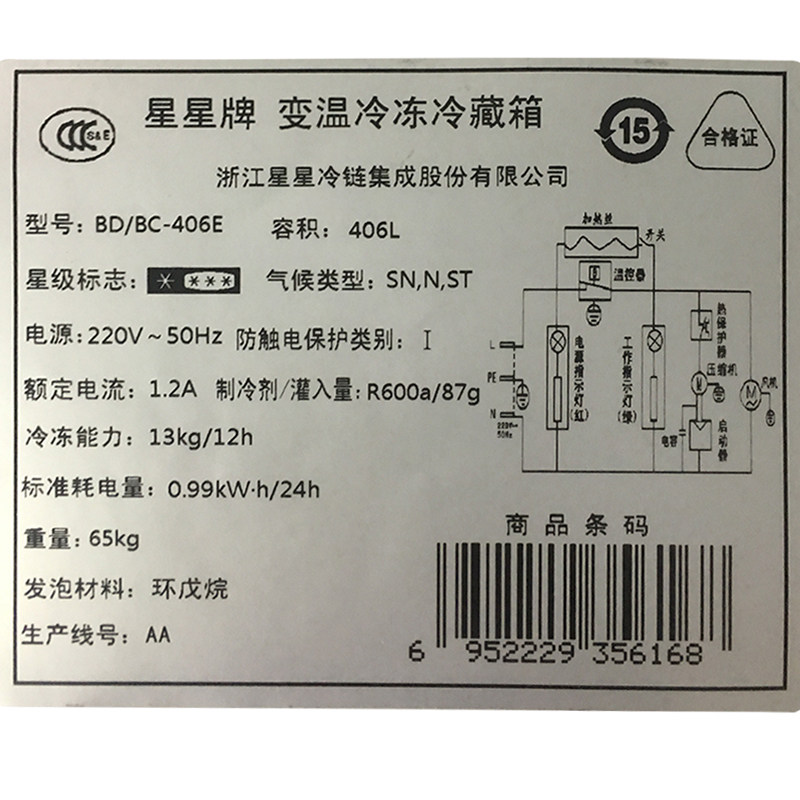 CCC S&E
星星牌 变温冷冻冷藏箱
15
合格证
浙江星星冷链集成股份有限公司
型号: BD/BC-406E 容积: 406L
星级标志: 气候类型: SN,N,ST
电源:220V~50Hz 防触电保护类别: I
额定电流: 1.2A 制冷剂/灌入量: R600a/87g
冷冻能力: 13kg/12h
标准耗电量: 0.99kW·h/24h
重量: 65kg
发泡材料: 环戊烷
生产线号: AA
加热丝
开关
温控器
热保护器
L
电源指示灯(红)
工作指示灯(绿)
压缩机
PE
M
M
风机
N
220V~
50Hz
电容
启动器
商品条码
6 952229 356168